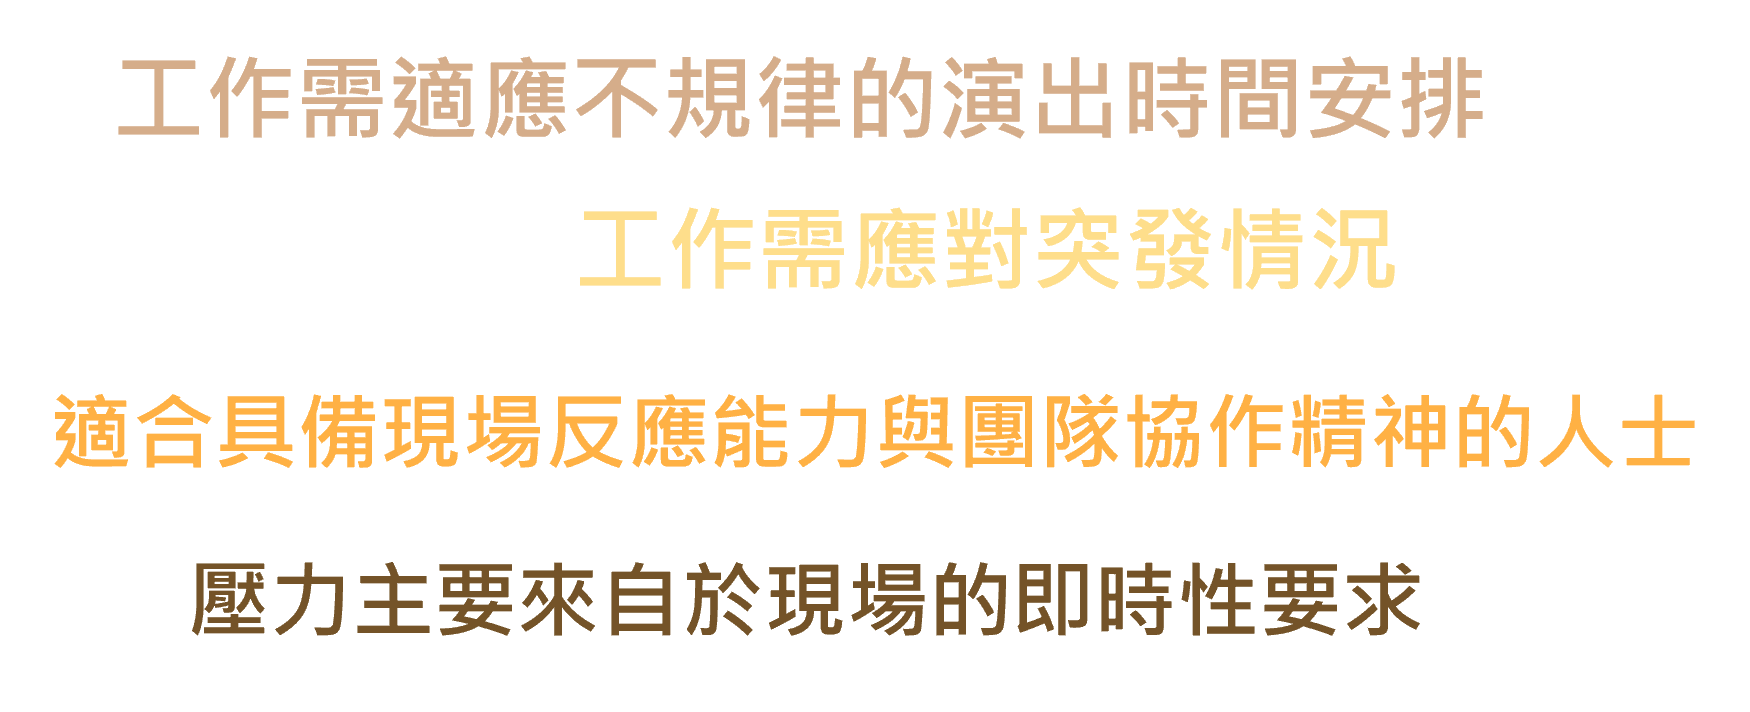 工作需適應不規律的演出時間安排
工作需應對突發情況
適合具備現場反應能力與團隊協作精神的人士
壓力主要來自於現場的即時性要求